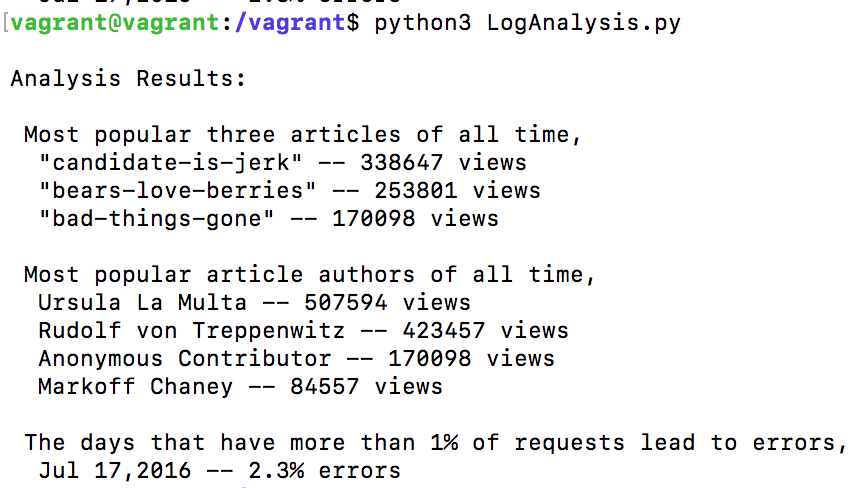 [vagrant@vagrant:/vagrant$ python3 LogAnalysis.py
Analysis Results:
Most popular three articles of all time,
"candidate-is-jerk" -- 338647 views
"bears-love-berries" -- 253801 views
"bad-things-gone" -- 170098 views
Most popular article authors of all time,
Ursula La Multa -- 507594 views
Rudolf von Treppenwitz -- 423457 views
Anonymous Contributor -- 170098 views
Markoff Chaney -- 84557 views
The days that have more than 1% of requests lead to errors,
Jul 17,2016 -- 2.3% errors